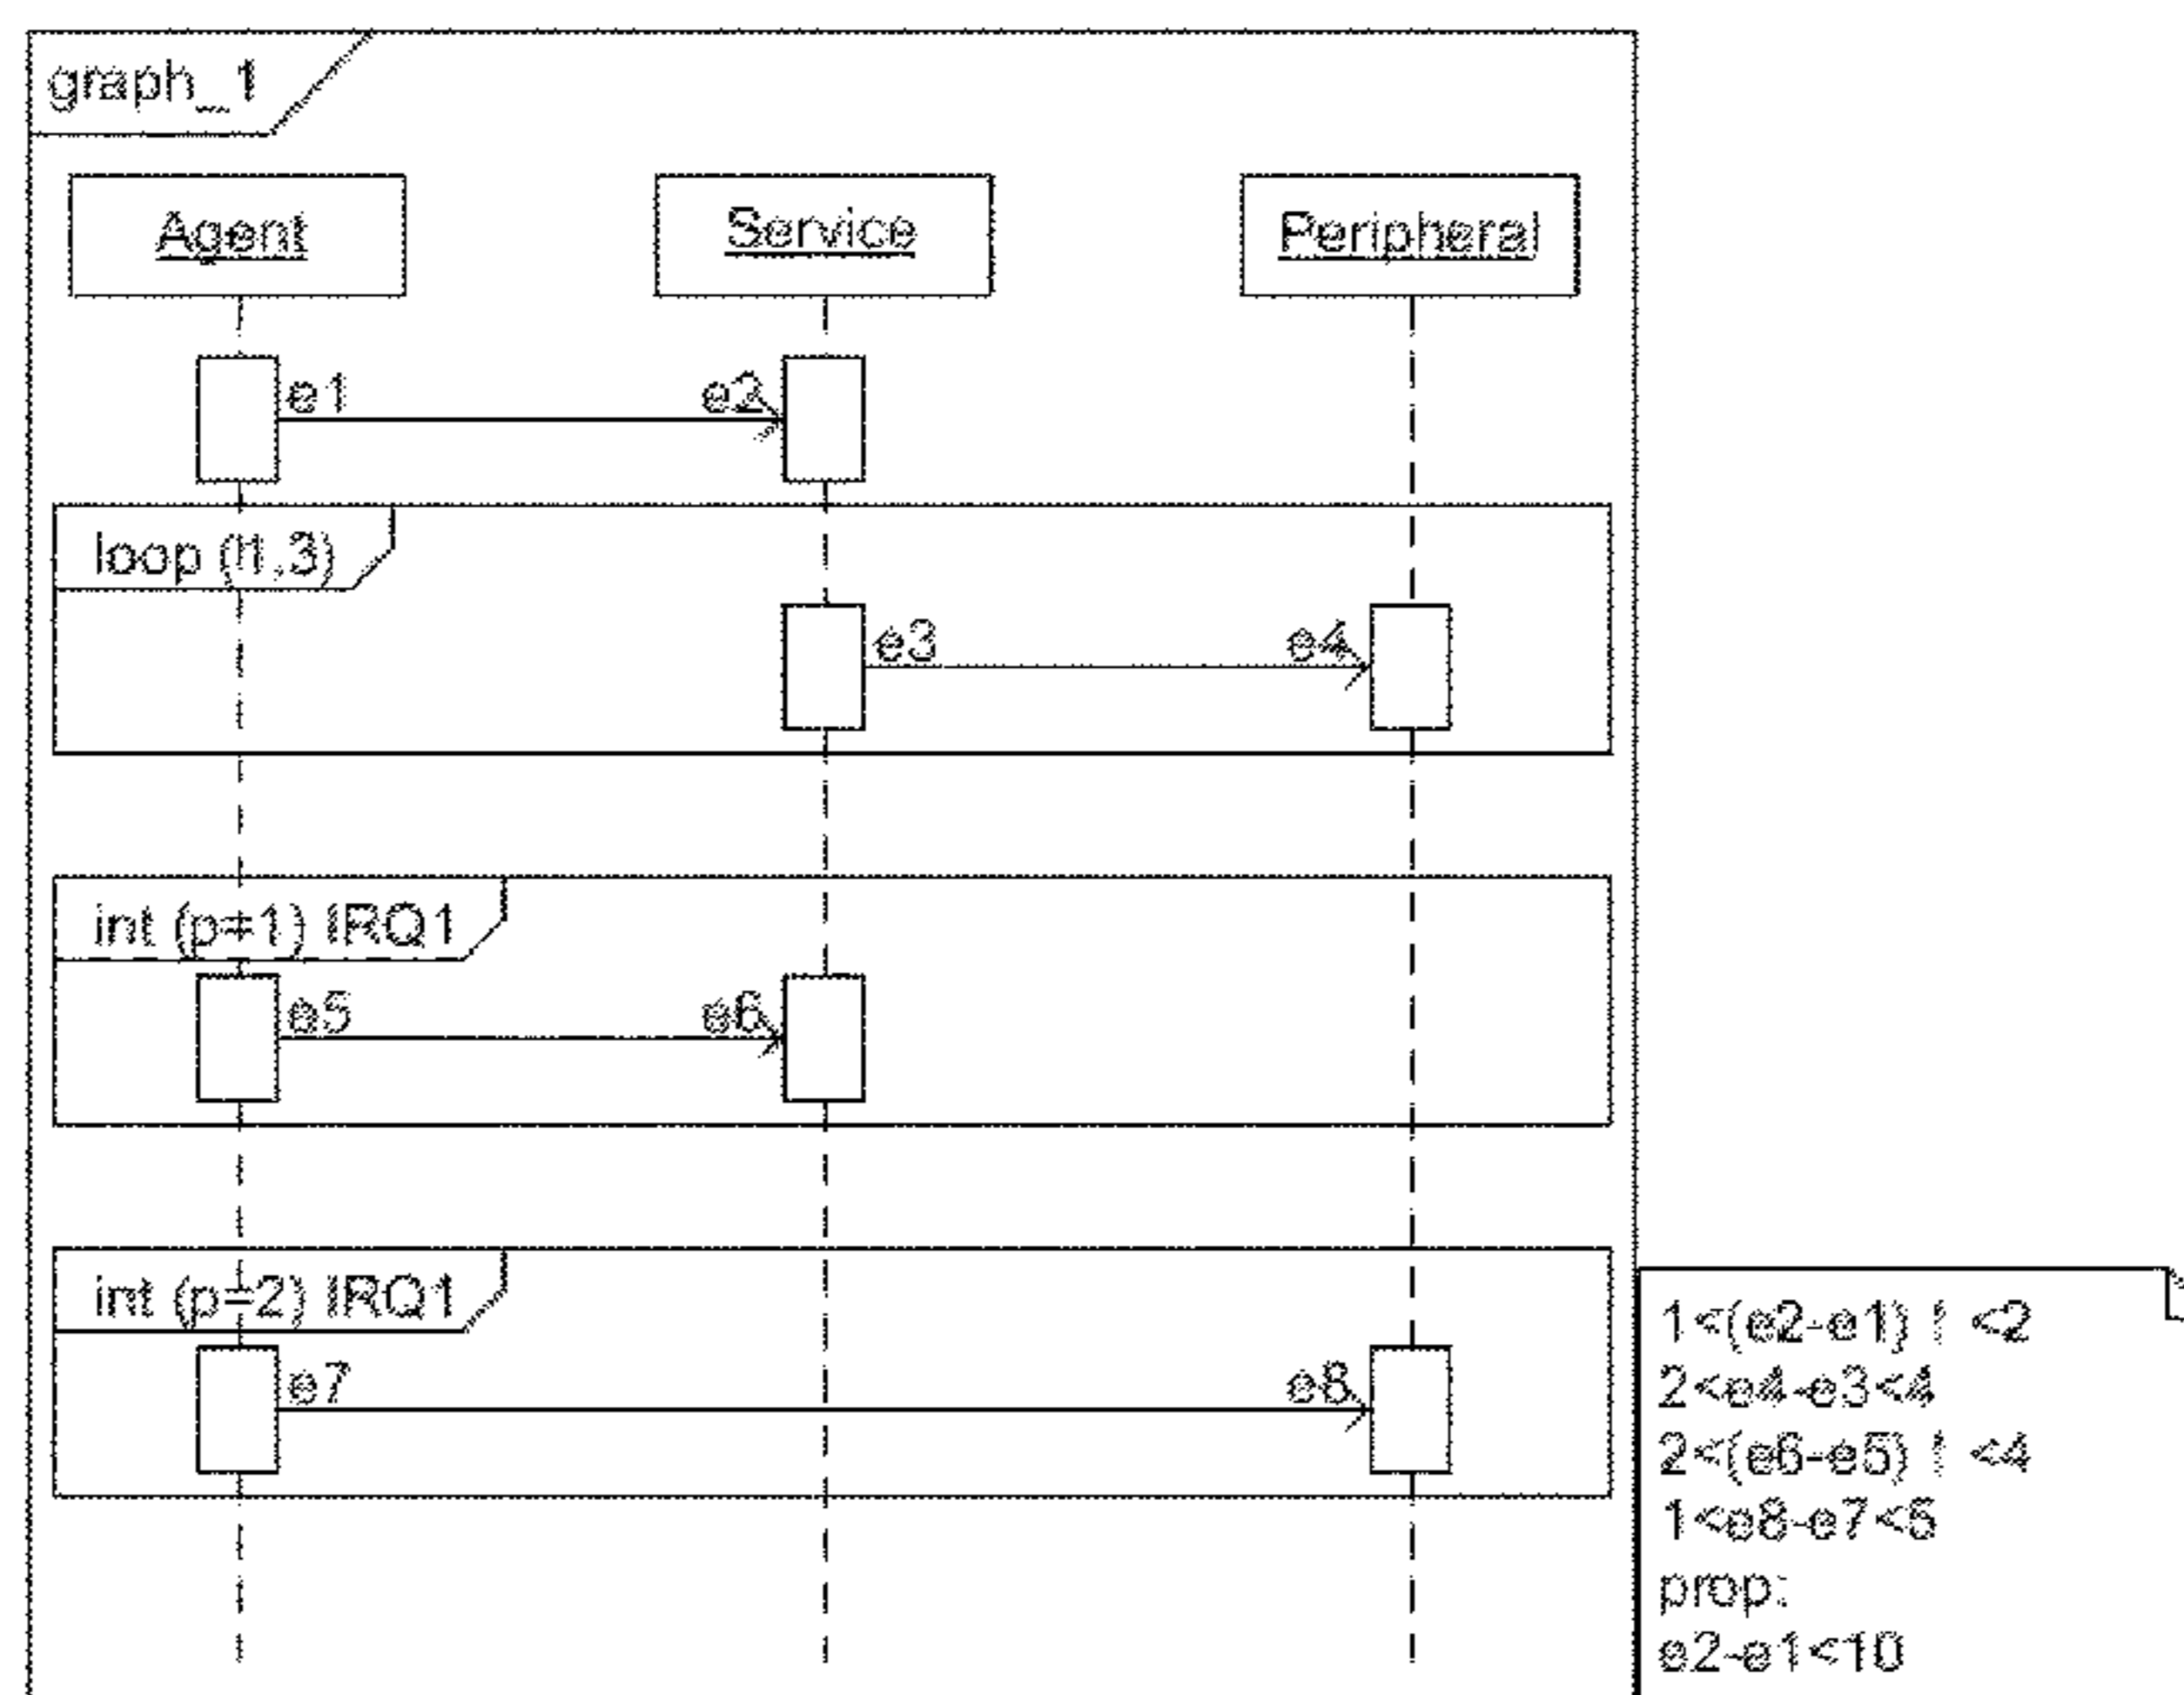 graph_1
Agent Service Peripheral
e1 e2
loop (1,3)
e3 e4
int (p=1) IRQ1
e5 e6
int (p=2) IRQ1
e7 e8
1<(e2-e1) ! <2
2<e4-e3<4
2<(e6-e5) ! <4
1<e8-e7<5
prop:
e2-e1<10